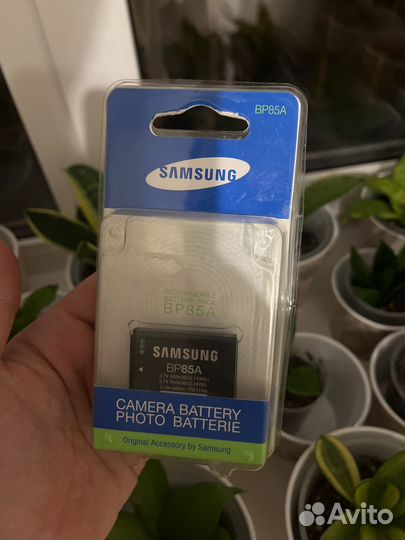 BP85A
SAMSUNG
RECHARGEABLE
BATTERY PACK
BP85A
SAMSUNG
BP85A
CAMERA BATTERY
PHOTO BATTERIE
Original Accessory by Samsung
Avito